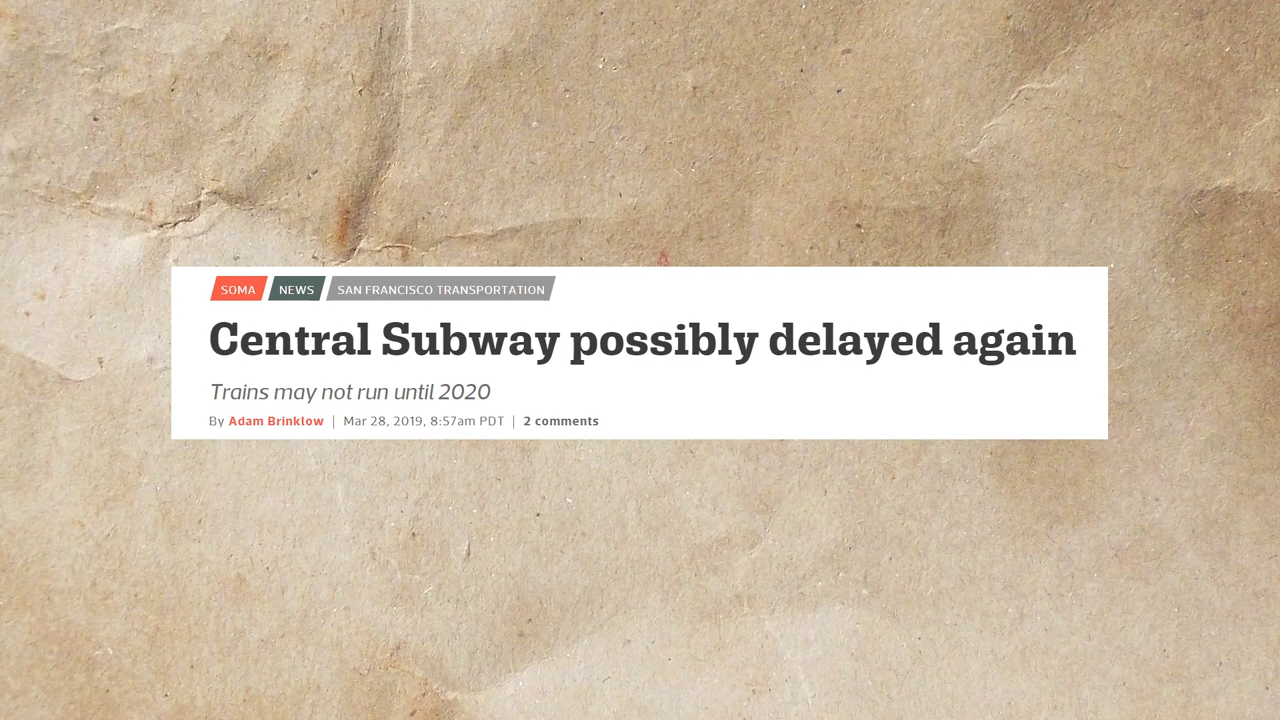 SOMA NEWS SAN FRANCISCO TRANSPORTATION
Central Subway possibly delayed again
Trains may not run until 2020
By Adam Brinklow | Mar 28, 2019, 8:57am PDT | 2 comments